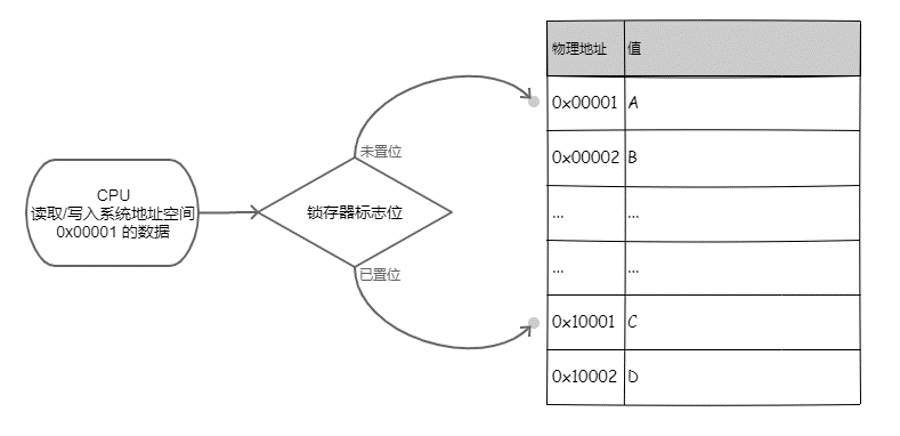 物理地址 值
0x00001 A
未置位
0x00002 B
CPU
读取/写入系统地址空间
0x00001 的数据
锁存器标志位
... ...
... ...
已置位
0x10001 C
0x10002 D